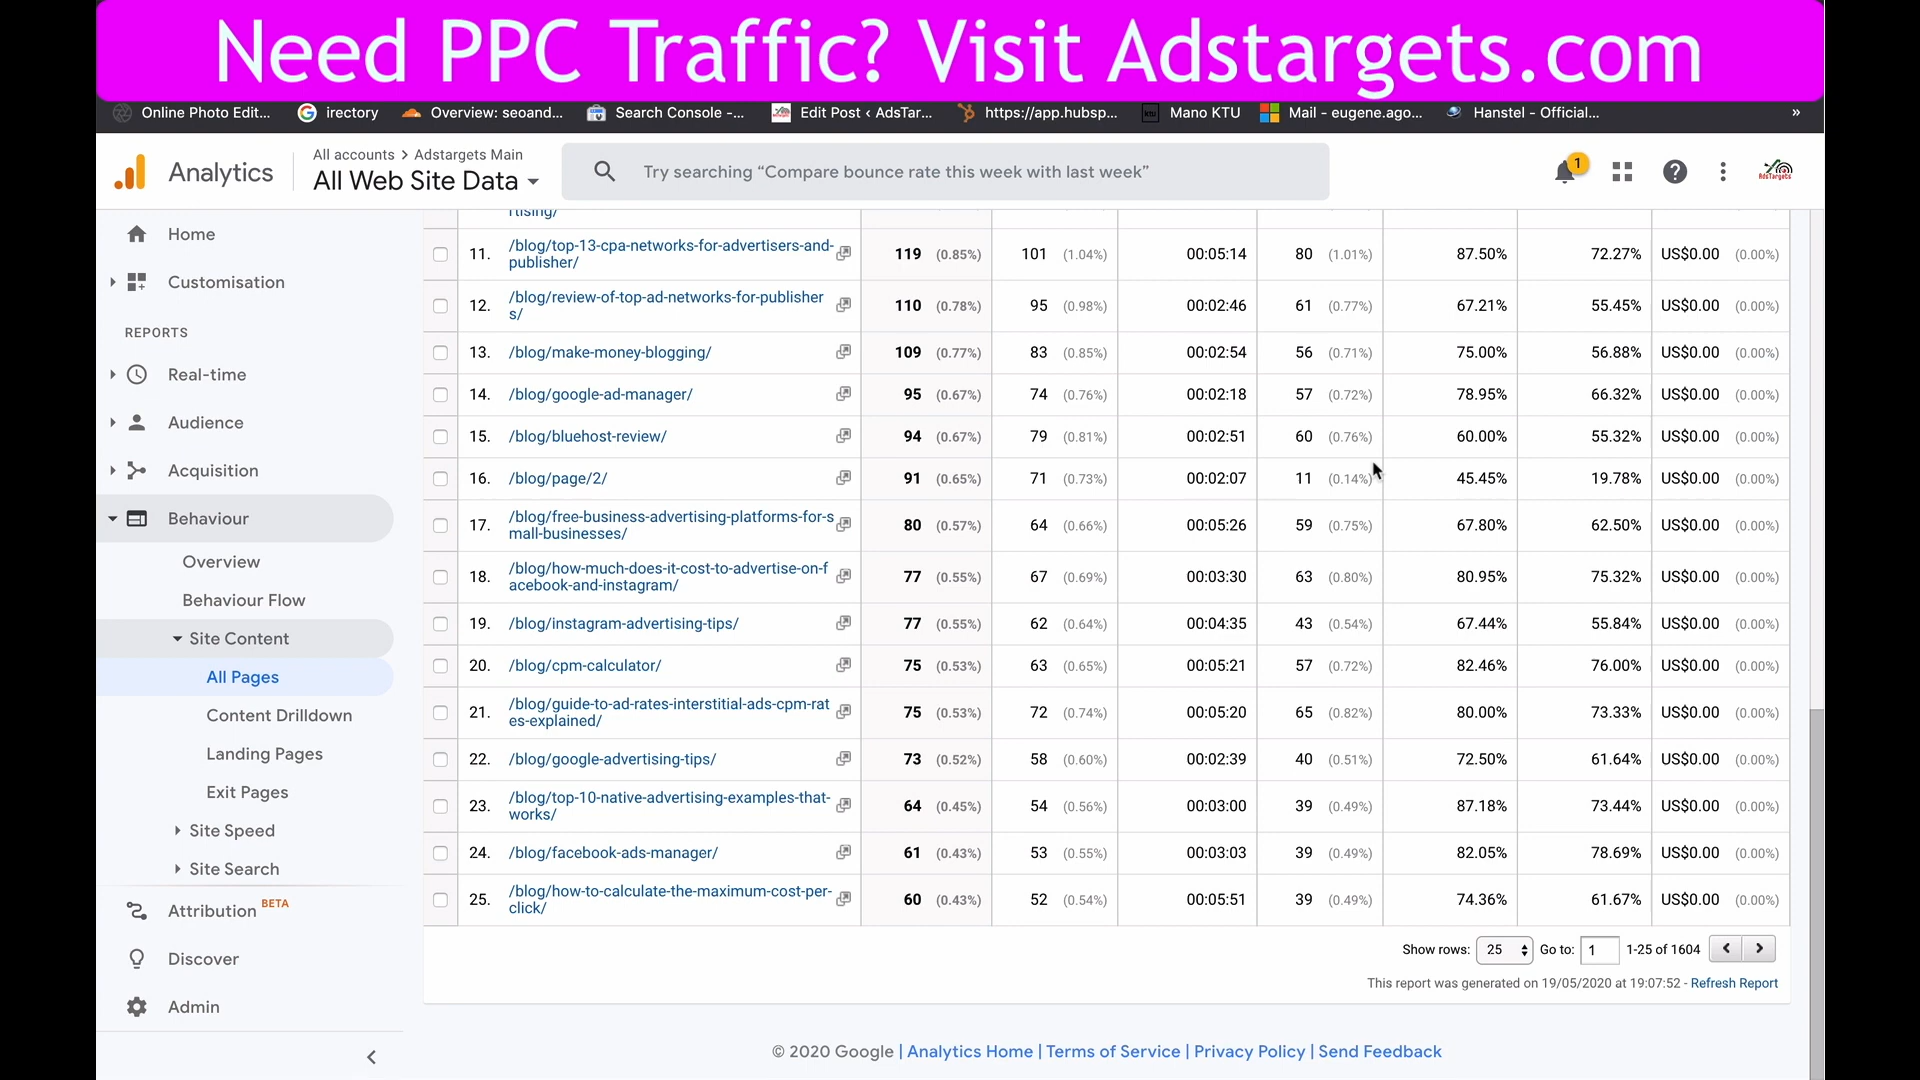 Need PPC Traffic? Visit Adstargets.com
Online Photo Edit... irectory Overview: seoand... Search Console -... Edit Post ‹ AdsTar... https://app.hubsp... Mano KTU Mail - eugene.ago... Hanstel - Official... »
Analytics
All accounts > Adstargets Main
All Web Site Data
Try searching “Compare bounce rate this week with last week”
1
AdsTargets
Home
Customisation
REPORTS
Real-time
Audience
Acquisition
Behaviour
Overview
Behaviour Flow
Site Content
All Pages
Content Drilldown
Landing Pages
Exit Pages
Site Speed
Site Search
Attribution BETA
Discover
Admin
rtising/
11. /blog/top-13-cpa-networks-for-advertisers-and- 119 (0.85%) 101 (1.04%) 00:05:14 80 (1.01%) 87.50% 72.27% US$0.00 (0.00%)
publisher/
12. /blog/review-of-top-ad-networks-for-publisher 110 (0.78%) 95 (0.98%) 00:02:46 61 (0.77%) 67.21% 55.45% US$0.00 (0.00%)
s/
13. /blog/make-money-blogging/ 109 (0.77%) 83 (0.85%) 00:02:54 56 (0.71%) 75.00% 56.88% US$0.00 (0.00%)
14. /blog/google-ad-manager/ 95 (0.67%) 74 (0.76%) 00:02:18 57 (0.72%) 78.95% 66.32% US$0.00 (0.00%)
15. /blog/bluehost-review/ 94 (0.67%) 79 (0.81%) 00:02:51 60 (0.76%) 60.00% 55.32% US$0.00 (0.00%)
16. /blog/page/2/ 91 (0.65%) 71 (0.73%) 00:02:07 11 (0.14%) 45.45% 19.78% US$0.00 (0.00%)
17. /blog/free-business-advertising-platforms-for-s 80 (0.57%) 64 (0.66%) 00:05:26 59 (0.75%) 67.80% 62.50% US$0.00 (0.00%)
mall-businesses/
18. /blog/how-much-does-it-cost-to-advertise-on-f 77 (0.55%) 67 (0.69%) 00:03:30 63 (0.80%) 80.95% 75.32% US$0.00 (0.00%)
acebook-and-instagram/
19. /blog/instagram-advertising-tips/ 77 (0.55%) 62 (0.64%) 00:04:35 43 (0.54%) 67.44% 55.84% US$0.00 (0.00%)
20. /blog/cpm-calculator/ 75 (0.53%) 63 (0.65%) 00:05:21 57 (0.72%) 82.46% 76.00% US$0.00 (0.00%)
21. /blog/guide-to-ad-rates-interstitial-ads-cpm-rat 75 (0.53%) 72 (0.74%) 00:05:20 65 (0.82%) 80.00% 73.33% US$0.00 (0.00%)
es-explained/
22. /blog/google-advertising-tips/ 73 (0.52%) 58 (0.60%) 00:02:39 40 (0.51%) 72.50% 61.64% US$0.00 (0.00%)
23. /blog/top-10-native-advertising-examples-that- 64 (0.45%) 54 (0.56%) 00:03:00 39 (0.49%) 87.18% 73.44% US$0.00 (0.00%)
works/
24. /blog/facebook-ads-manager/ 61 (0.43%) 53 (0.55%) 00:03:03 39 (0.49%) 82.05% 78.69% US$0.00 (0.00%)
25. /blog/how-to-calculate-the-maximum-cost-per- 60 (0.43%) 52 (0.54%) 00:05:51 39 (0.49%) 74.36% 61.67% US$0.00 (0.00%)
click/
Show rows: 25 Go to: 1 1-25 of 1604
This report was generated on 19/05/2020 at 19:07:52 - Refresh Report
© 2020 Google | Analytics Home | Terms of Service | Privacy Policy | Send Feedback